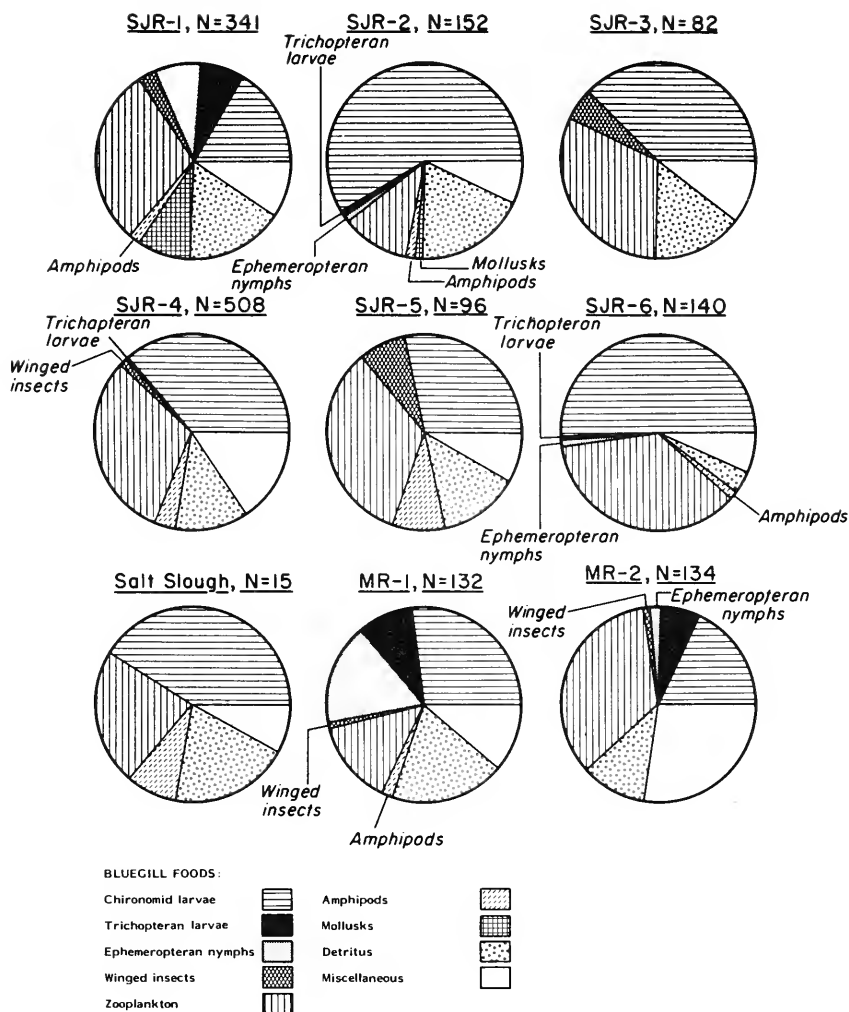 SJR-1, N=341
SJR-2, N=152
SJR-3, N=82
Trichopteran
larvae
Amphipods
Ephemeropteran
nymphs
Mollusks
Amphipods
SJR-4, N=508
SJR-5, N=96
SJR-6, N=140
Trichapteran
larvae
Winged
insects
Trichopteran
larvae
Ephemeropteran
nymphs
Amphipods
Salt Slough, N=15
MR-1, N=132
MR-2, N=134
Winged
insects
Amphipods
Winged
insects
Ephemeropteran
nymphs
BLUEGILL FOODS:
Chironomid larvae
Trichopteran larvae
Ephemeropteran nymphs
Winged insects
Zooplankton
Amphipods
Mollusks
Detritus
Miscellaneous